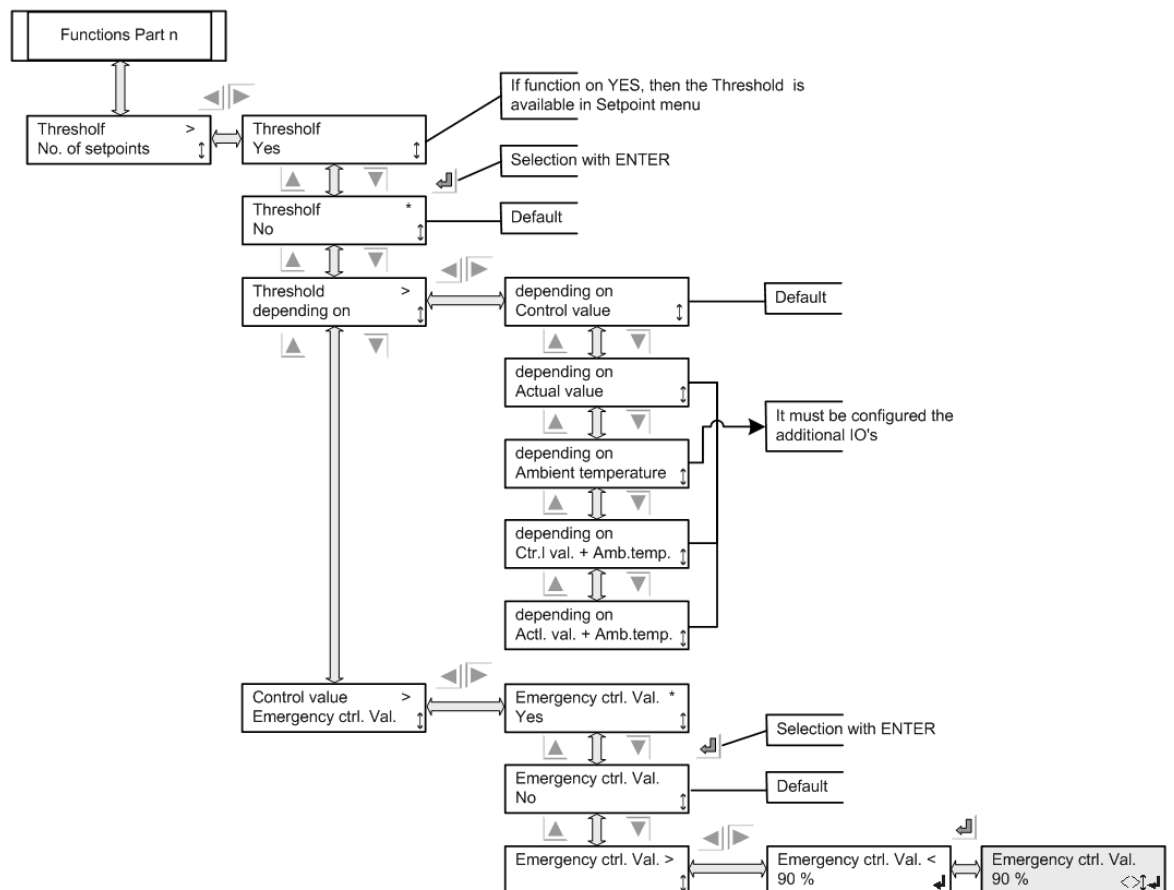 Functions Part n
If function on YES, then the Threshold is
available in Setpoint menu
Thresholf >
No. of setpoints
Thresholf
Yes
Selection with ENTER
Thresholf *
No
Default
Threshold >
depending on
depending on
Control value
Default
depending on
Actual value
It must be configured the
additional IO's
depending on
Ambient temperature
depending on
Ctr.l val. + Amb.temp.
depending on
Actl. val. + Amb.temp.
Control value >
Emergency ctrl. Val.
Emergency ctrl. Val. *
Yes
Selection with ENTER
Emergency ctrl. Val.
No
Default
Emergency ctrl. Val. >
Emergency ctrl. Val. <
90 %
Emergency ctrl. Val.
90 % <>